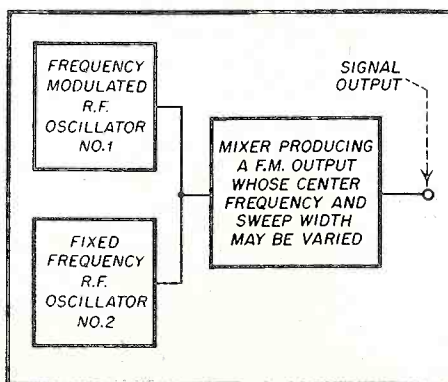 FREQUENCY
MODULATED
R.F.
OSCILLATOR
NO.1
SIGNAL
OUTPUT
MIXER PRODUCING
A F.M. OUTPUT
WHOSE CENTER
FREQUENCY AND
SWEEP WIDTH
MAY BE VARIED
FIXED
FREQUENCY
R.F.
OSCILLATOR
NO.2